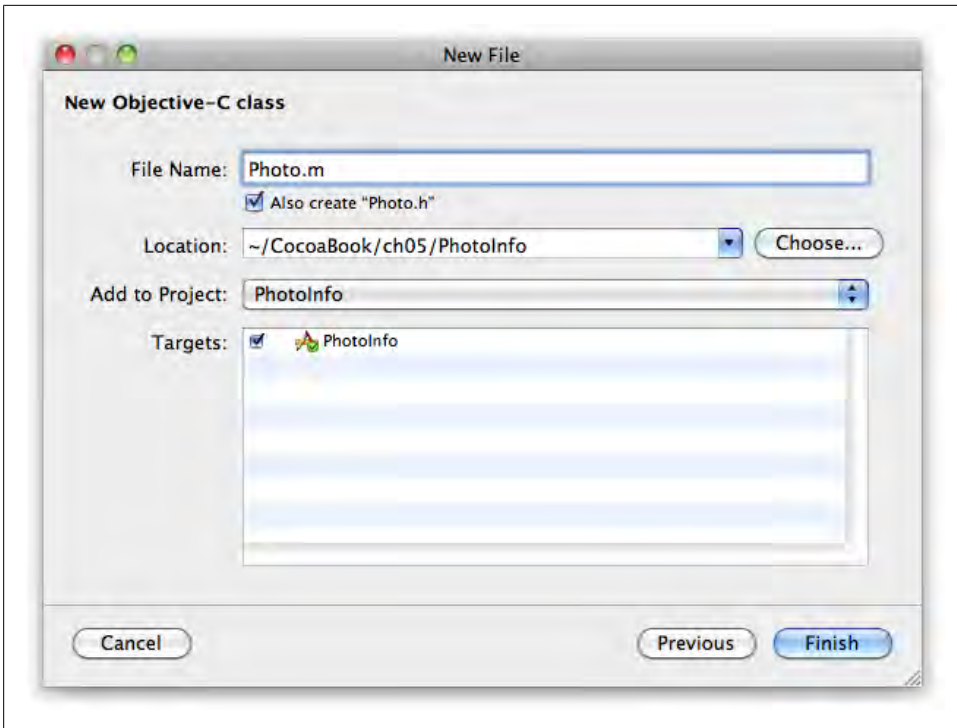 New File
New Objective-C class
File Name: Photo.m
Also create "Photo.h"
Location: ~/CocoaBook/ch05/PhotoInfo Choose...
Add to Project: PhotoInfo
Targets: PhotoInfo
Cancel Previous Finish